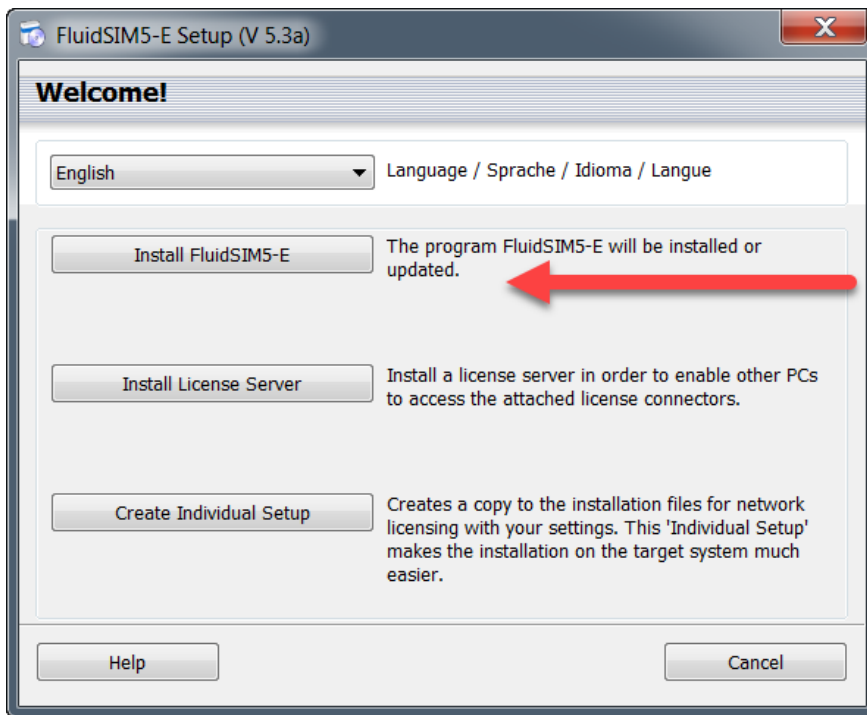 FluidSIM5-E Setup (V 5.3a)
X
Welcome!
English
Language / Sprache / Idioma / Langue
Install FluidSIM5-E
The program FluidSIM5-E will be installed or
updated.
Install License Server
Install a license server in order to enable other PCs
to access the attached license connectors.
Create Individual Setup
Creates a copy to the installation files for network
licensing with your settings. This 'Individual Setup'
makes the installation on the target system much
easier.
Help
Cancel